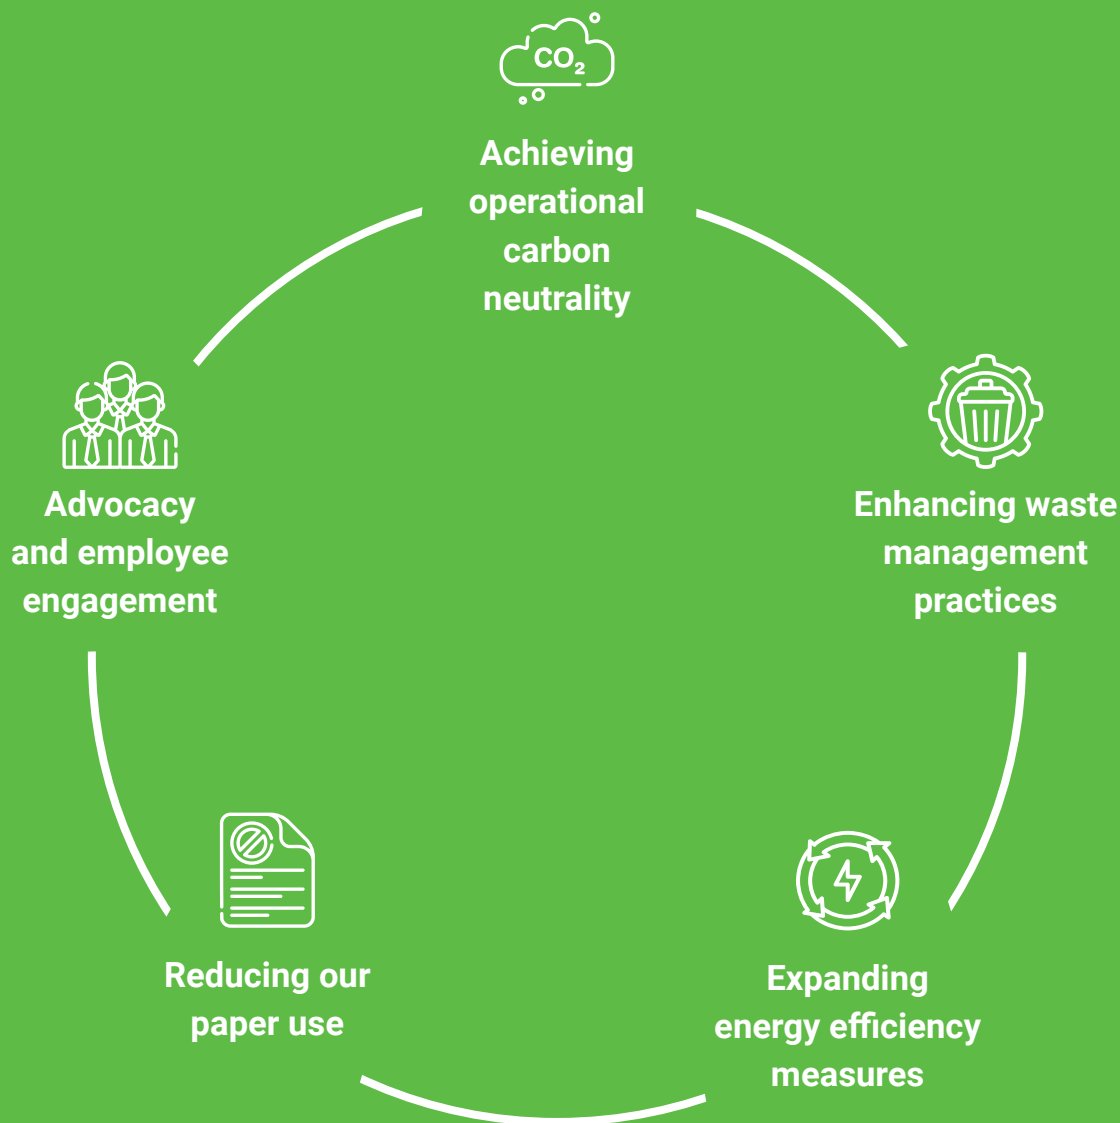 CO₂
Achieving
operational
carbon
neutrality
Advocacy
and employee
engagement
Enhancing waste
management
practices
Reducing our
paper use
Expanding
energy efficiency
measures